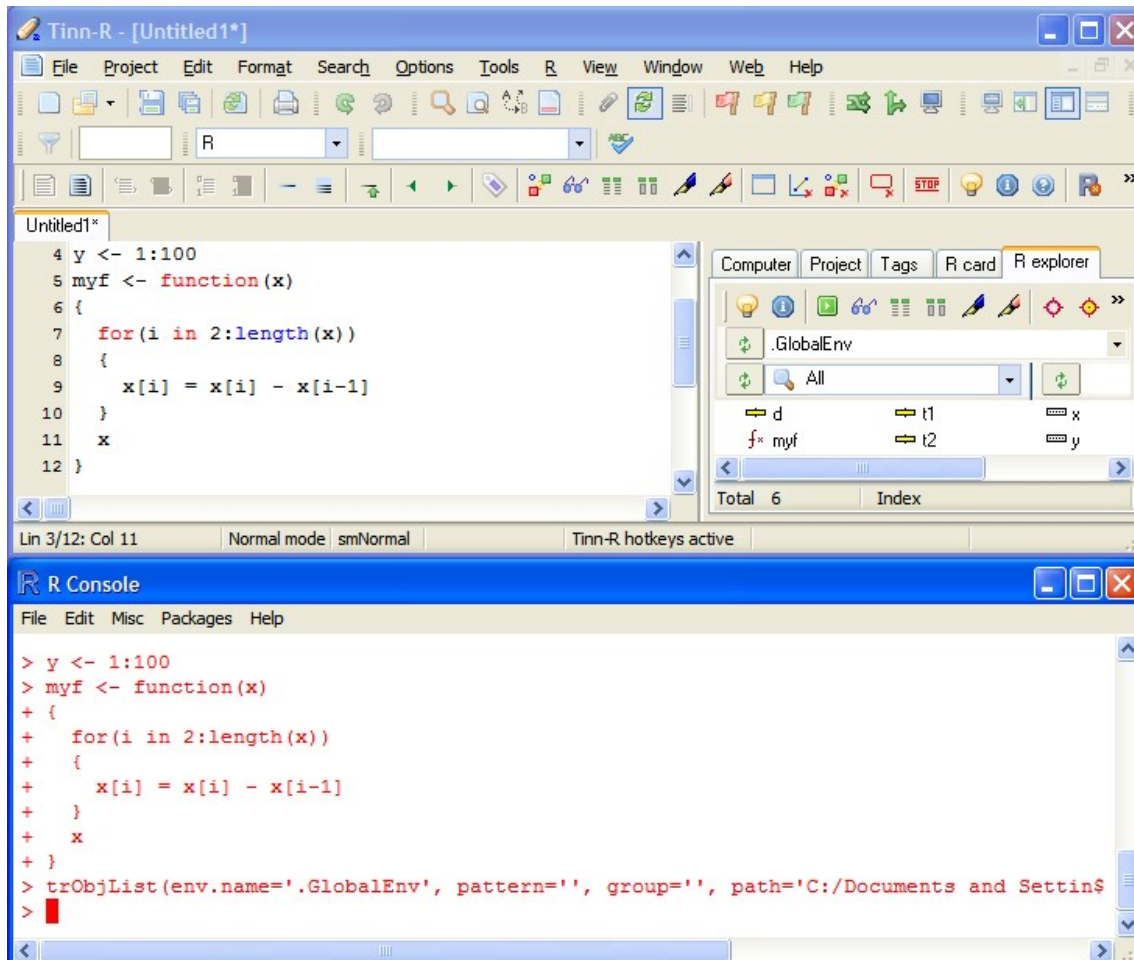 Tinn-R - [Untitled1*]
File Project Edit Format Search Options Tools R View Window Web Help
R
ABC
STOP
Untitled1*
4 y <- 1:100
5 myf <- function(x)
6 {
7   for(i in 2:length(x))
8   {
9     x[i] = x[i] - x[i-1]
10   }
11   x
12 }
Computer Project Tags R card R explorer
.GlobalEnv
All
d t1 x
myf t2 y
Total 6 Index
Lin 3/12: Col 11 Normal mode smNormal Tinn-R hotkeys active
R Console
File Edit Misc Packages Help
> y <- 1:100
> myf <- function(x)
+ {
+   for(i in 2:length(x))
+   {
+     x[i] = x[i] - x[i-1]
+   }
+   x
+ }
> trObjList(env.name='.GlobalEnv', pattern='', group='', path='C:/Documents and Settin$
>